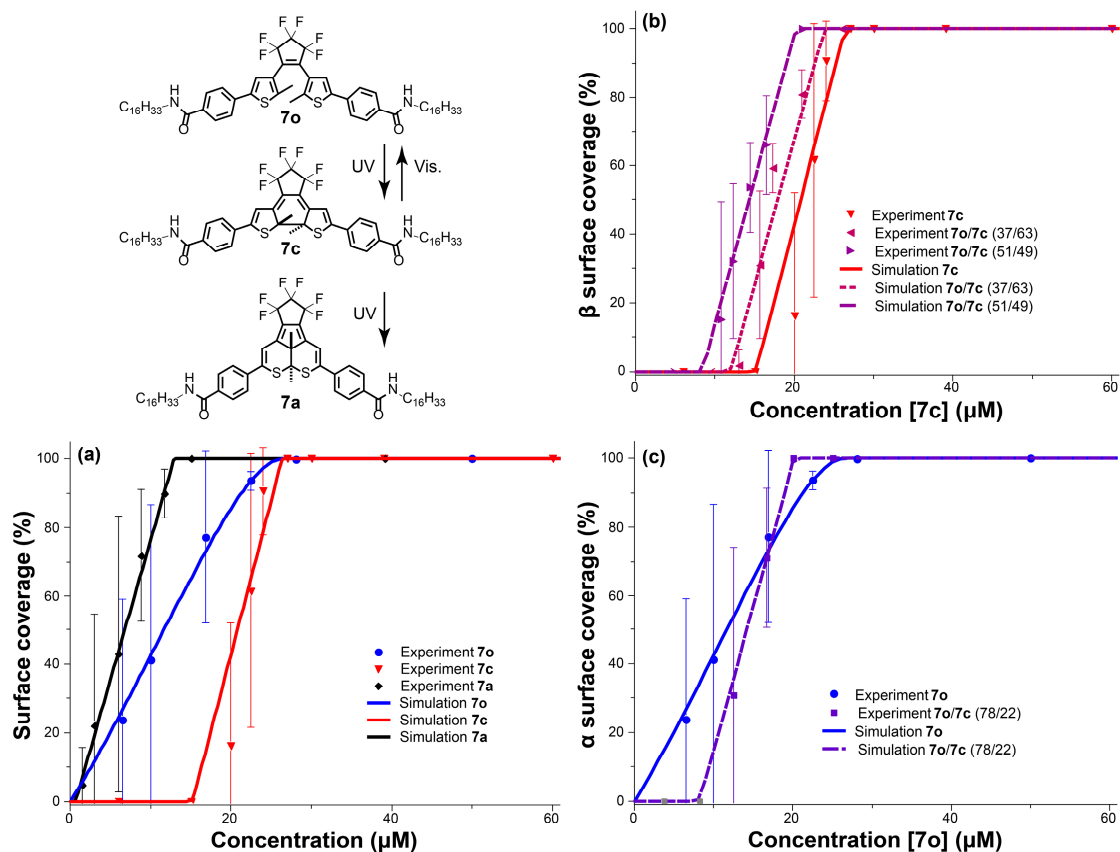 F F
F F
F F
H
N
C16H33
O
S
S
7o
O
H
N
C16H33
UV
Vis.
F F
F F
F F
H
N
C16H33
O
S
S
7c
O
H
N
C16H33
UV
F F
F F
F F
H
N
C16H33
O
S
S
7a
O
H
N
C16H33
(b)
β surface coverage (%)
100
80
60
40
20
0
Experiment 7c
Experiment 7o/7c (37/63)
Experiment 7o/7c (51/49)
Simulation 7c
Simulation 7o/7c (37/63)
Simulation 7o/7c (51/49)
0 20 40 60
Concentration [7c] (μM)
(a)
Surface coverage (%)
100
80
60
40
20
0
Experiment 7o
Experiment 7c
Experiment 7a
Simulation 7o
Simulation 7c
Simulation 7a
0 20 40 60
Concentration (μM)
(c)
α surface coverage (%)
100
80
60
40
20
0
Experiment 7o
Experiment 7o/7c (78/22)
Simulation 7o
Simulation 7o/7c (78/22)
0 20 40 60
Concentration [7o] (μM)